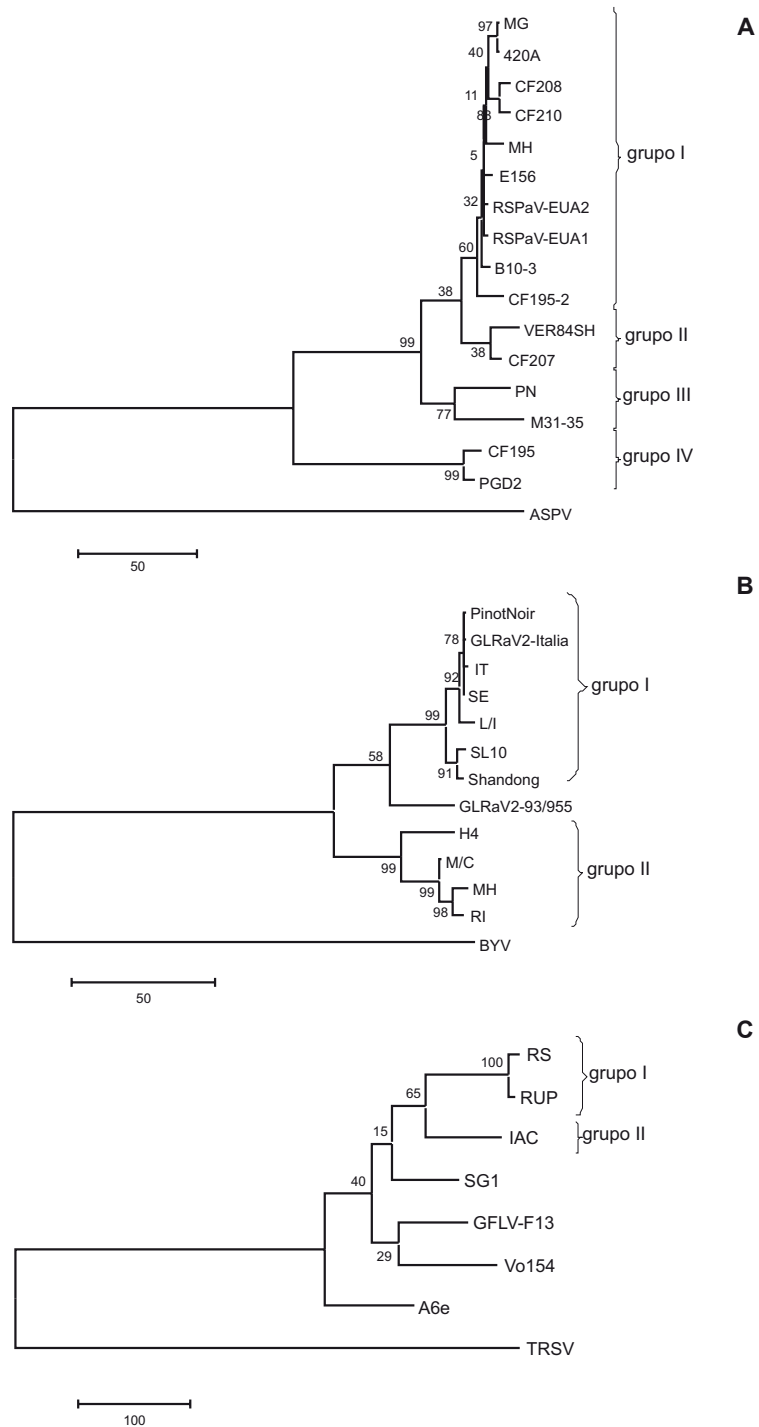 A
97
MG
40
420A
CF208
11
88
CF210
MH
5
grupo I
E156
32
RSPaV-EUA2
RSPaV-EUA1
60
B10-3
38
CF195-2
VER84SH
grupo II
99
38
CF207
PN
grupo III
77
M31-35
CF195
grupo IV
99
PGD2
ASPV
50
B
PinotNoir
78
GLRaV2-Italia
92
IT
grupo I
SE
99
L/I
58
SL10
91
Shandong
GLRaV2-93/955
H4
M/C
99
grupo II
99
MH
98
RI
BYV
50
C
100
RS
grupo I
65
RUP
15
IAC
grupo II
40
SG1
GFLV-F13
29
Vo154
A6e
TRSV
100